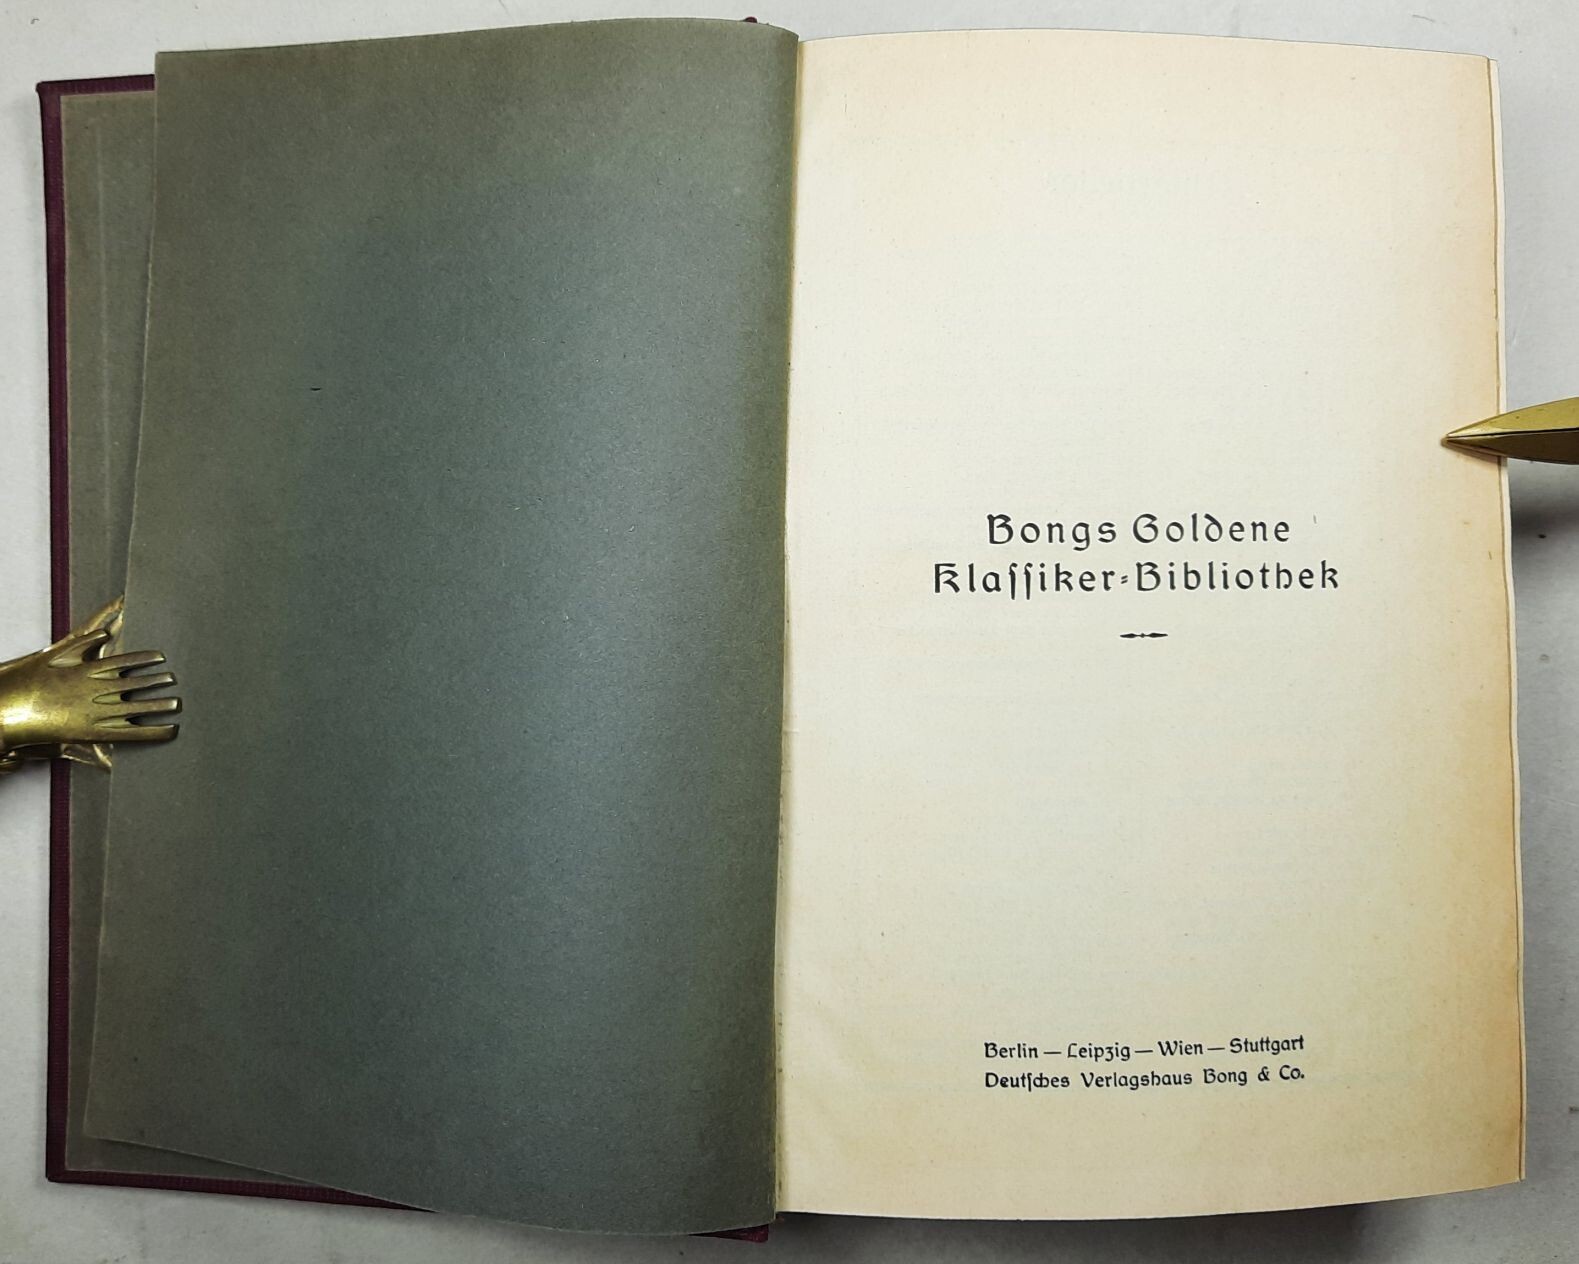 Bongs Goldene
Klaſſiker⸗Bibliothek
Berlin — Leipzig — Wien — Stuttgart
Deutſches Verlagshaus Bong & Co.